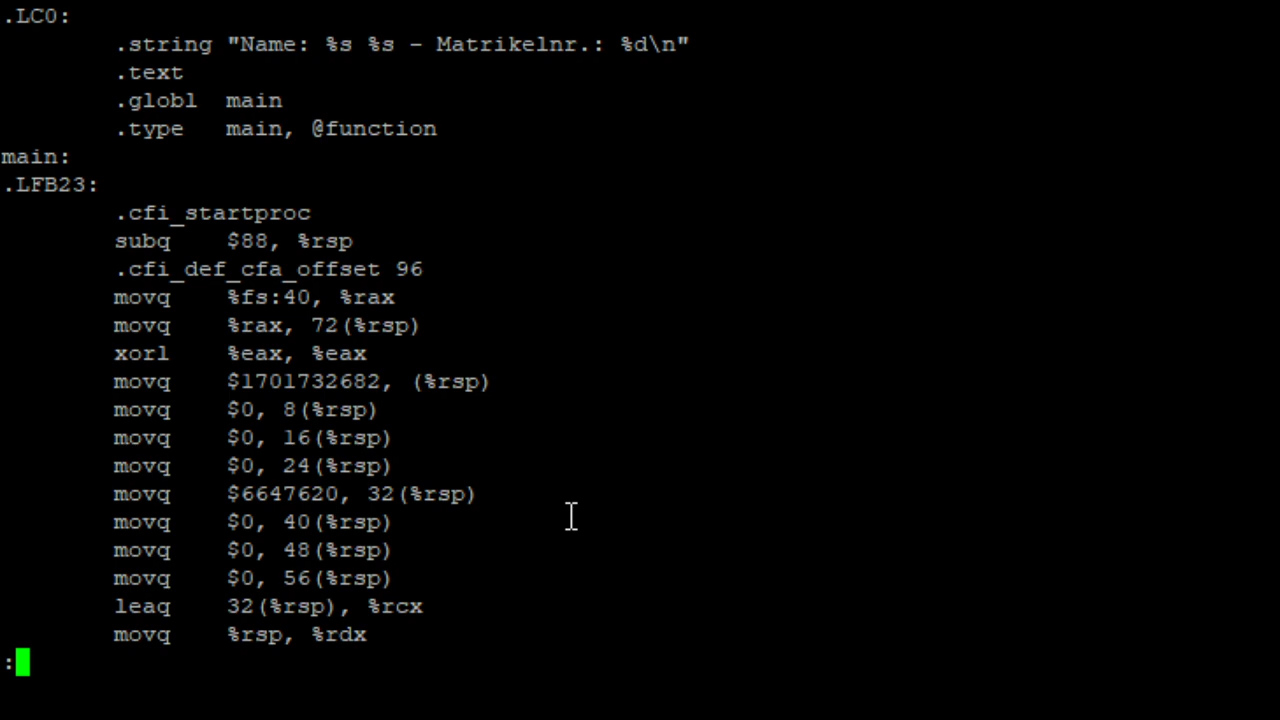 .LC0:
.string "Name: %s %s - Matrikelnr.: %d\n"
.text
.globl main
.type main, @function
main:
.LFB23:
.cfi_startproc
subq $88, %rsp
.cfi_def_cfa_offset 96
movq %fs:40, %rax
movq %rax, 72(%rsp)
xorl %eax, %eax
movq $1701732682, (%rsp)
movq $0, 8(%rsp)
movq $0, 16(%rsp)
movq $0, 24(%rsp)
movq $6647620, 32(%rsp)
movq $0, 40(%rsp)
movq $0, 48(%rsp)
movq $0, 56(%rsp)
leaq 32(%rsp), %rcx
movq %rsp, %rdx
: